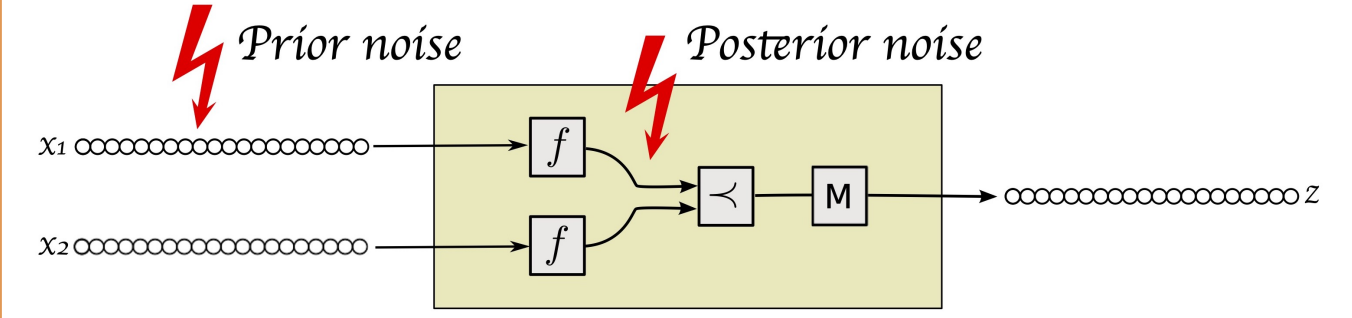 Prior noise
Posterior noise
x1
f
≺
M
z
x2
f